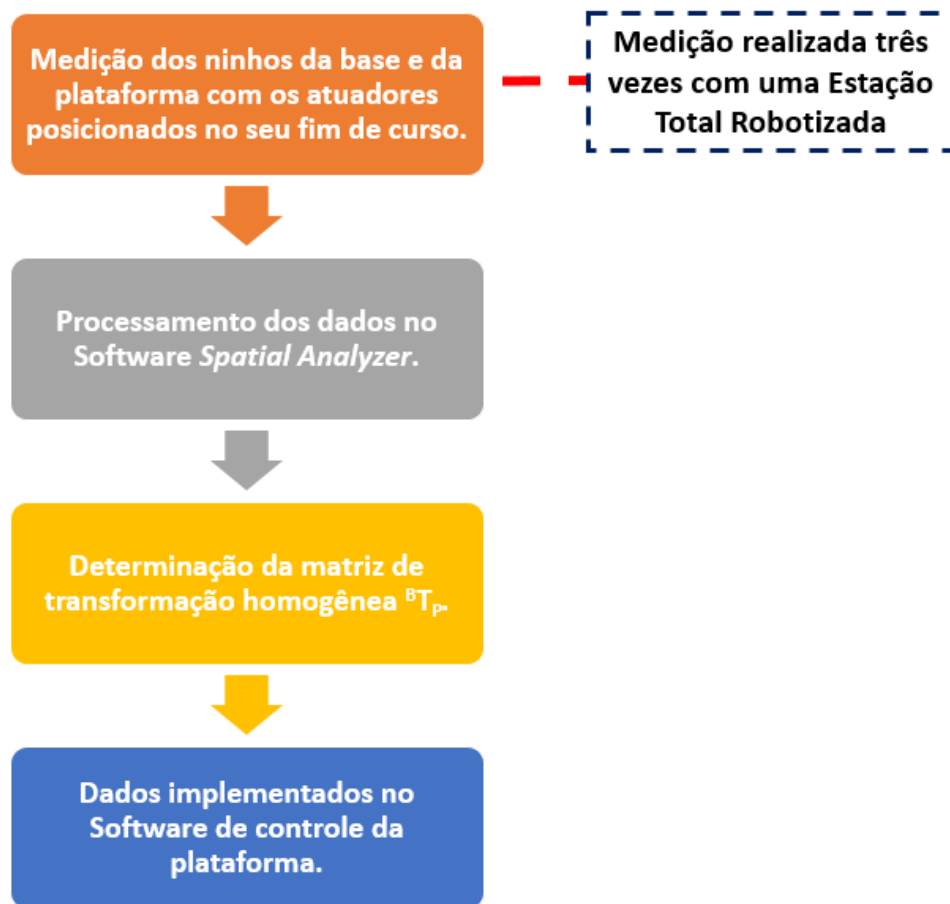 Medição dos ninhos da base e da
plataforma com os atuadores
posicionados no seu fim de curso.
Medição realizada três
vezes com uma Estação
Total Robotizada
Processamento dos dados no
Software Spatial Analyzer.
Determinação da matriz de
transformação homogênea ᴮTₚ.
Dados implementados no
Software de controle da
plataforma.